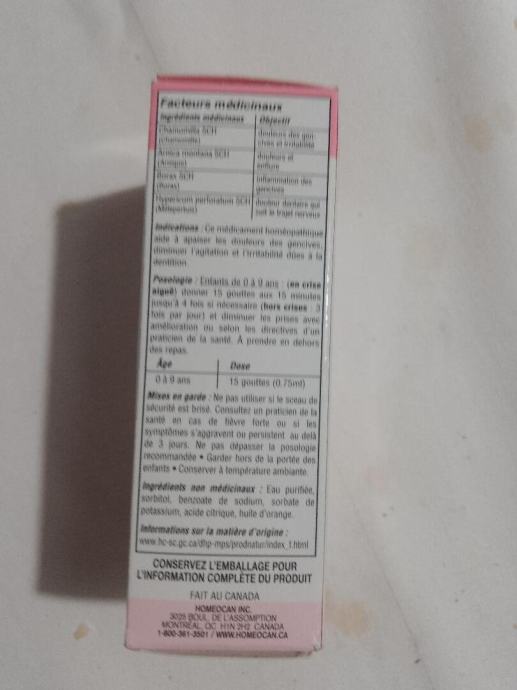 Facteurs médicinaux
Ingrédients médicinaux Objectif
Chamomilla 5CH douleurs des gen-
(chamomille) cives et irritabilité
Arnica montana 5CH douleurs et
(Arnique) enflure
Borax 5CH inflammation des
(Borax) gencives
Hypericum perforatum 5CH douleur dentaire qui
(Millepertuis) suit le trajet nerveux
Indications : Ce médicament homéopathique
aide à apaiser les douleurs des gencives,
diminuer l'agitation et l'irritabilité dûes à la
dentition.
Posologie : Enfants de 0 à 9 ans : (en crise
aiguë) donner 15 gouttes aux 15 minutes
jusqu'à 4 fois si nécessaire (hors crises : 3
fois par jour) et diminuer les prises avec
amélioration ou selon les directives d'un
praticien de la santé. À prendre en dehors
des repas.
Âge Dose
0 à 9 ans 15 gouttes (0.75ml)
Mises en garde : Ne pas utiliser si le sceau de
sécurité est brisé. Consultez un praticien de la
santé en cas de fièvre forte ou si les
symptômes s'aggravent ou persistent au delà
de 3 jours. Ne pas dépasser la posologie
recommandée • Garder hors de la portée des
enfants • Conserver à température ambiante.
Ingrédients non médicinaux : Eau purifiée,
sorbitol, benzoate de sodium, sorbate de
potassium, acide citrique, huile d'orange.
Informations sur la matière d'origine :
www.hc-sc.gc.ca/dhp-mps/prodnatur/index_f.html
CONSERVEZ L'EMBALLAGE POUR
L'INFORMATION COMPLÈTE DU PRODUIT
FAIT AU CANADA
HOMEOCAN INC.
3025 BOUL. DE L'ASSOMPTION
MONTRÉAL, QC H1N 2H2 CANADA
1-800-361-3501 / WWW.HOMEOCAN.CA